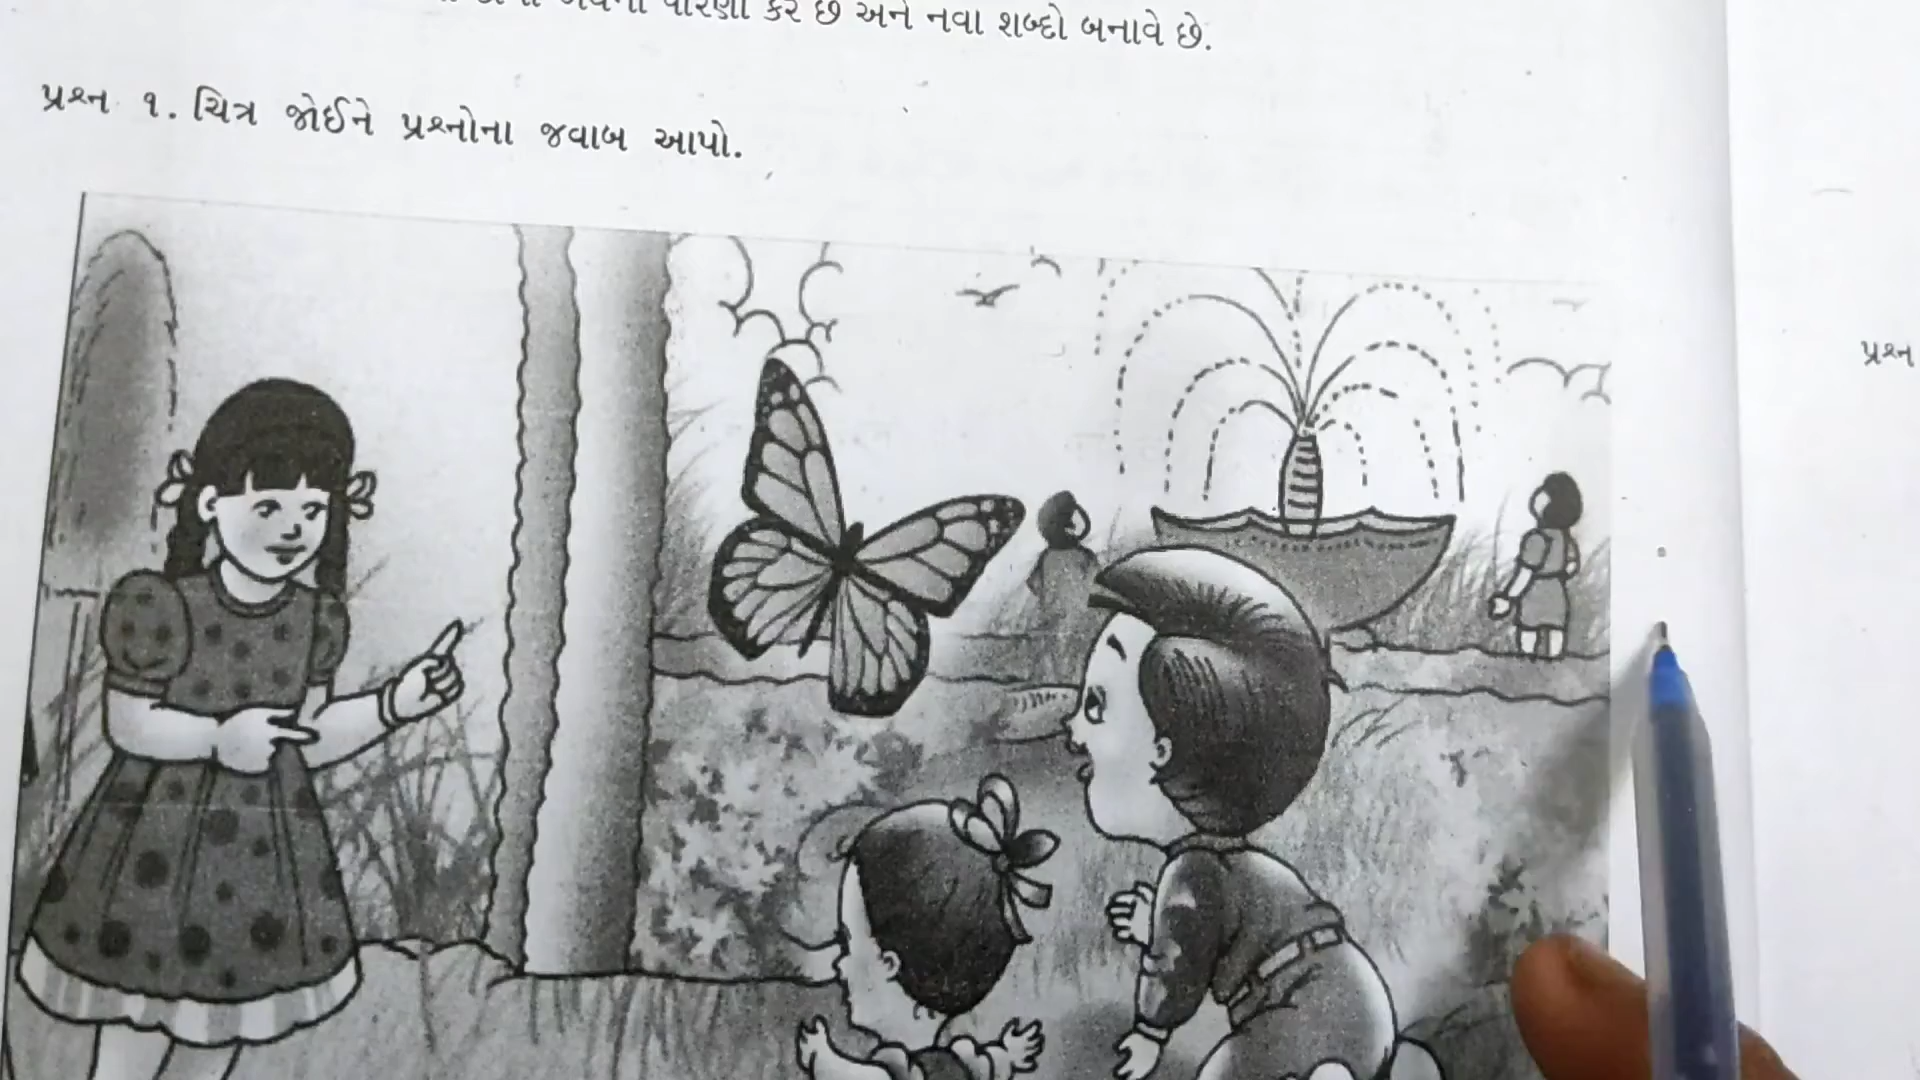 કરે છે અને નવા શબ્દો બનાવે છે.
પ્રશ્ન ૧. ચિત્ર જોઈને પ્રશ્નોના જવાબ આપો.
પ્રશ્ન